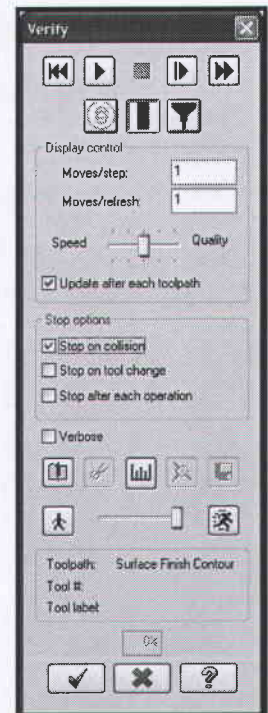 Verify
Display control
Moves/step: 1
Moves/refresh: 1
Speed Quality
Update after each toolpath
Stop options
Stop on collision
Stop on tool change
Stop after each operation
Verbose
Toolpath: Surface Finish Contour
Tool #:
Tool label:
0%